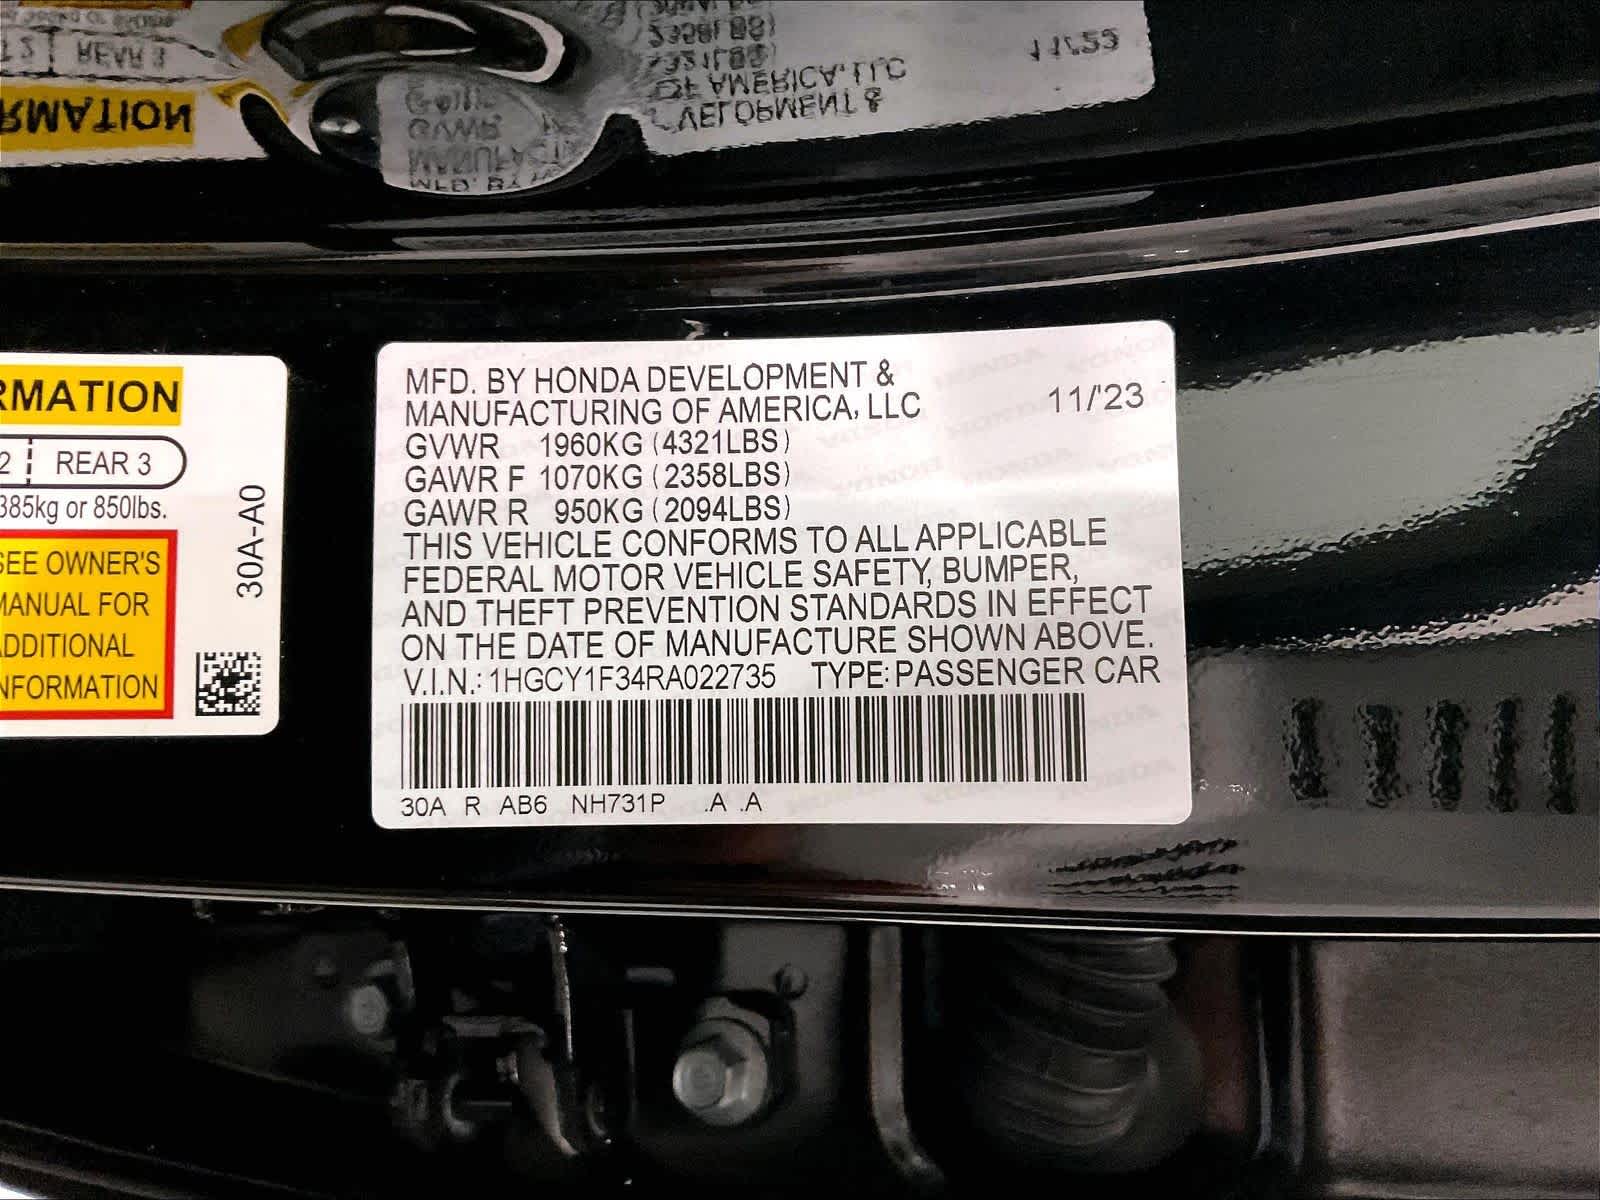 RMATION
2 | REAR 3
385kg or 850lbs.
SEE OWNER'S
MANUAL FOR
ADDITIONAL
INFORMATION
30A-A0
MFD. BY HONDA DEVELOPMENT &
MANUFACTURING OF AMERICA, LLC
11/'23
GVWR 1960KG (4321LBS)
GAWR F 1070KG (2358LBS)
GAWR R 950KG (2094LBS)
THIS VEHICLE CONFORMS TO ALL APPLICABLE
FEDERAL MOTOR VEHICLE SAFETY, BUMPER,
AND THEFT PREVENTION STANDARDS IN EFFECT
ON THE DATE OF MANUFACTURE SHOWN ABOVE.
V.I.N.: 1HGCY1F34RA022735 TYPE: PASSENGER CAR
30A R AB6 NH731P .A .A